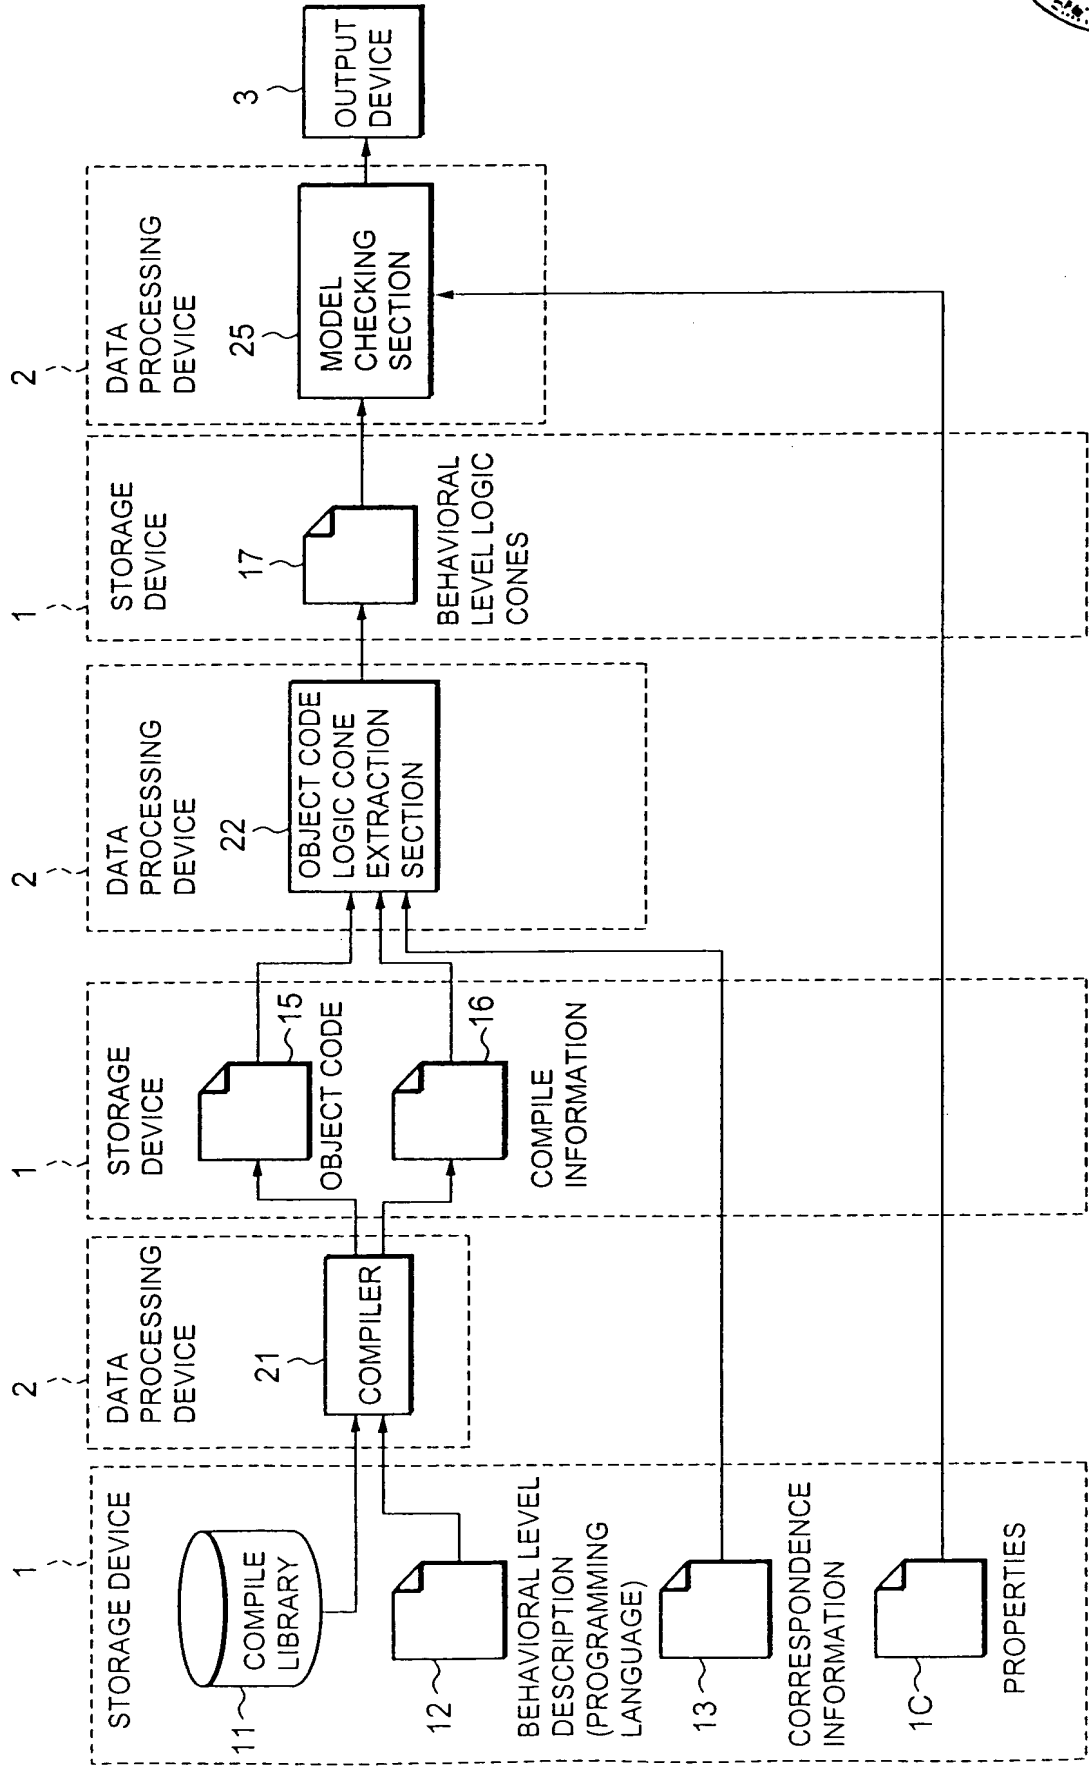 1
STORAGE DEVICE
11
COMPILE
LIBRARY
12
BEHAVIORAL LEVEL
DESCRIPTION
(PROGRAMMING
LANGUAGE)
13
CORRESPONDENCE
INFORMATION
1C
PROPERTIES
2
DATA
PROCESSING
DEVICE
21
COMPILER
1
STORAGE
DEVICE
15
OBJECT CODE
16
COMPILE
INFORMATION
2
DATA
PROCESSING
DEVICE
22
OBJECT CODE
LOGIC CONE
EXTRACTION
SECTION
1
STORAGE
DEVICE
17
BEHAVIORAL
LEVEL LOGIC
CONES
2
DATA
PROCESSING
DEVICE
25
MODEL
CHECKING
SECTION
3
OUTPUT
DEVICE